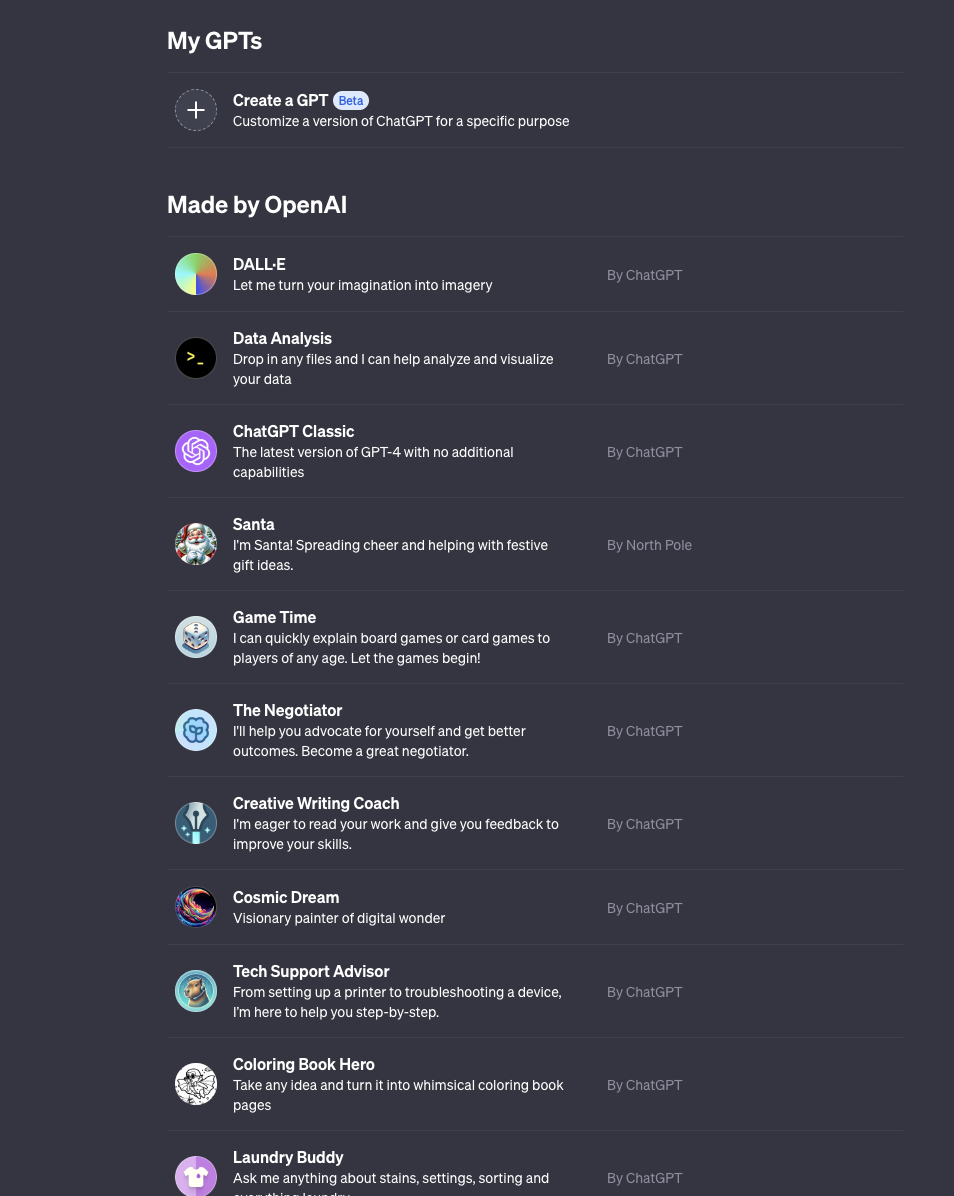 My GPTs
Create a GPT Beta
Customize a version of ChatGPT for a specific purpose
Made by OpenAI
DALL·E
Let me turn your imagination into imagery
By ChatGPT
>_
Data Analysis
Drop in any files and I can help analyze and visualize
your data
By ChatGPT
ChatGPT Classic
The latest version of GPT-4 with no additional
capabilities
By ChatGPT
Santa
I'm Santa! Spreading cheer and helping with festive
gift ideas.
By North Pole
Game Time
I can quickly explain board games or card games to
players of any age. Let the games begin!
By ChatGPT
The Negotiator
I'll help you advocate for yourself and get better
outcomes. Become a great negotiator.
By ChatGPT
Creative Writing Coach
I'm eager to read your work and give you feedback to
improve your skills.
By ChatGPT
Cosmic Dream
Visionary painter of digital wonder
By ChatGPT
Tech Support Advisor
From setting up a printer to troubleshooting a device,
I'm here to help you step-by-step.
By ChatGPT
Coloring Book Hero
Take any idea and turn it into whimsical coloring book
pages
By ChatGPT
Laundry Buddy
Ask me anything about stains, settings, sorting and
By ChatGPT
everything laundry.